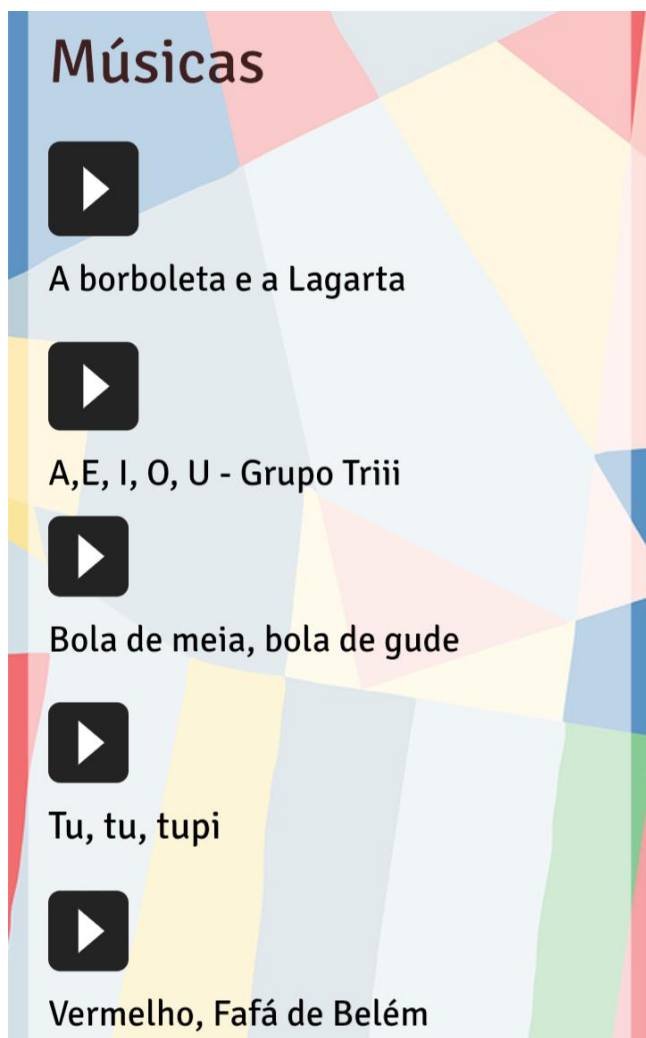 Músicas
A borboleta e a Lagarta
A,E, I, O, U - Grupo Triii
Bola de meia, bola de gude
Tu, tu, tupi
Vermelho, Fafá de Belém